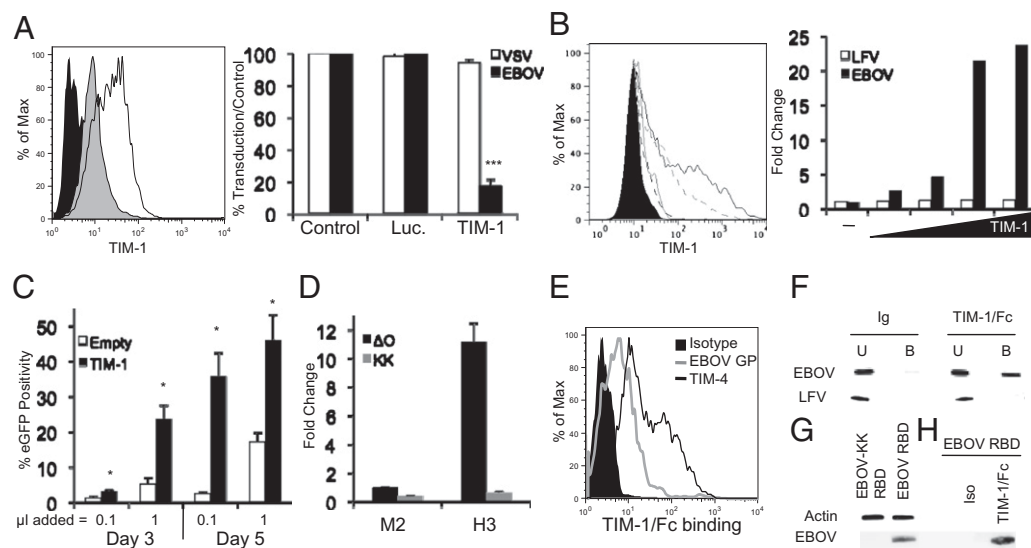 A
% of Max
100
80
60
40
20
0
10^0 10^1 10^2 10^3 10^4
TIM-1
% Transduction/Control
100
80
60
40
20
0
VSV
EBOV
***
Control Luc. TIM-1
B
% of Max
100
80
60
40
20
0
10^0 10^1 10^2 10^3 10^4
TIM-1
Fold Change
25
20
15
10
5
0
LFV
EBOV
– TIM-1
C
% eGFP Positivity
50
40
30
20
10
0
Empty
TIM-1
* * * *
µl added = 0.1 1 0.1 1
Day 3 Day 5
D
Fold Change
12
10
8
6
4
2
0
ΔO
KK
M2 H3
E
% of Max
100
80
60
40
20
0
Isotype
EBOV GP
TIM-4
10^0 10^1 10^2 10^3 10^4
TIM-1/Fc binding
F
Ig TIM-1/Fc
U B U B
EBOV
LFV
G
EBOV-KK
RBD
EBOV RBD
Actin
EBOV
H
EBOV RBD
Iso
TIM-1/Fc